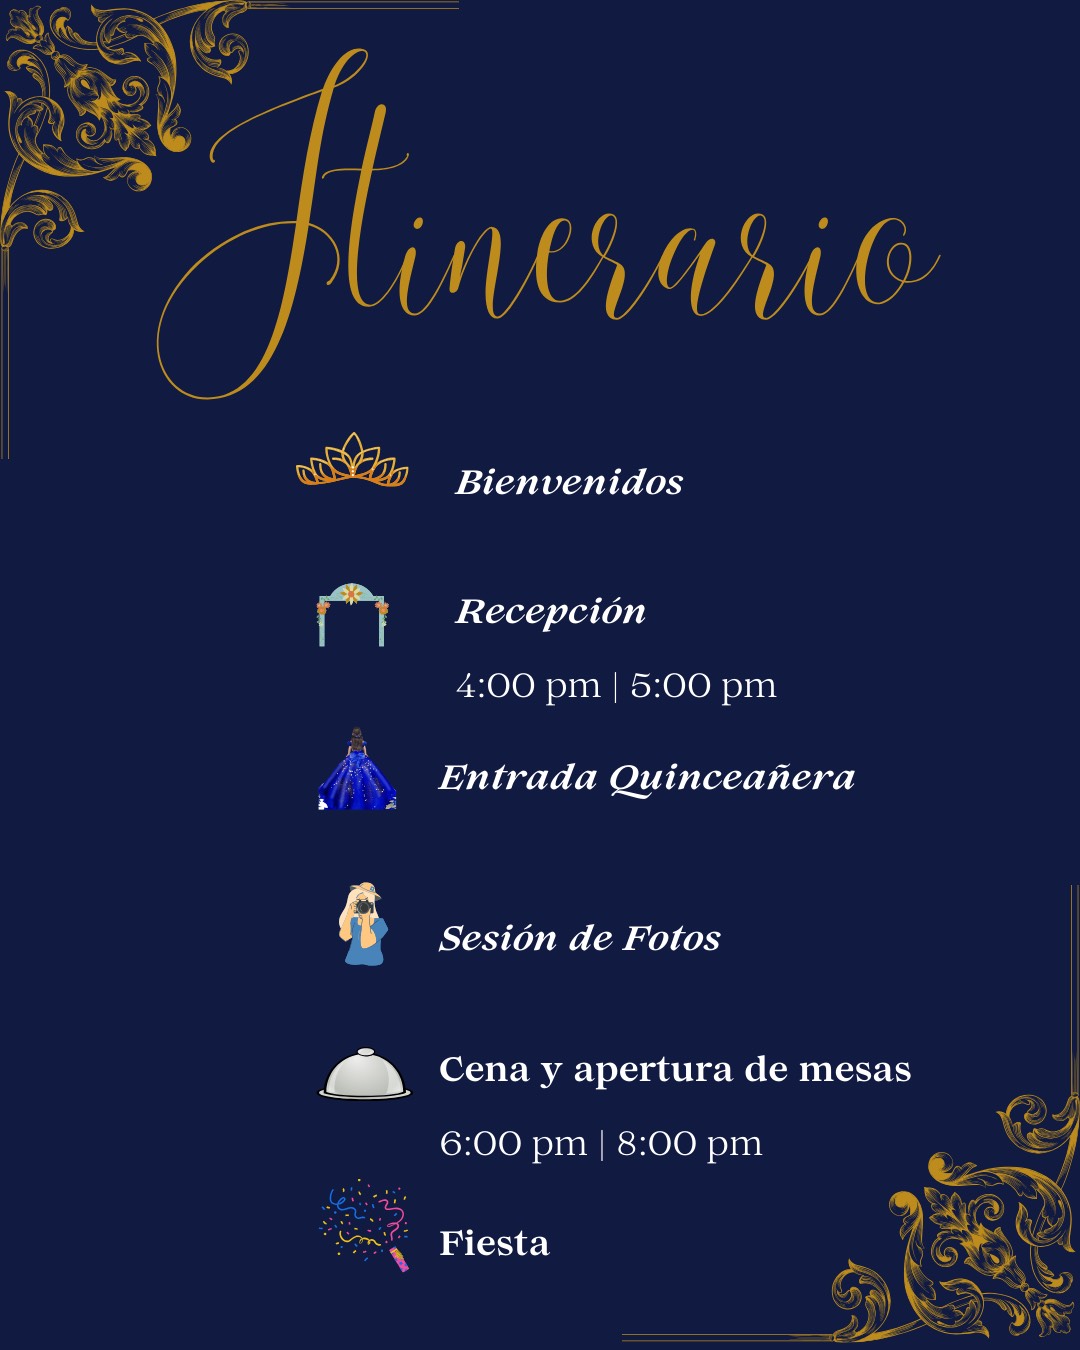 Itinerario
Bienvenidos
Recepción
4:00 pm | 5:00 pm
Entrada Quinceañera
Sesión de Fotos
Cena y apertura de mesas
6:00 pm | 8:00 pm
Fiesta